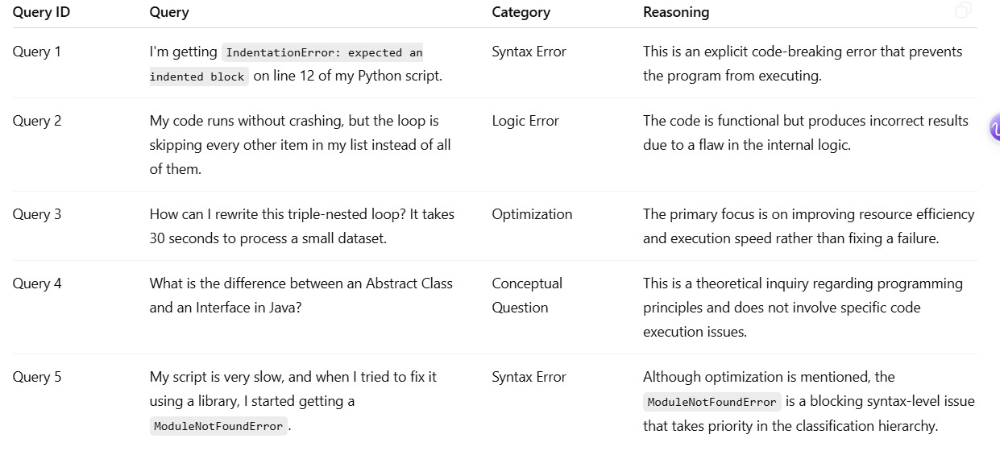 Query ID Query Category Reasoning
Query 1 I'm getting IndentationError: expected an Syntax Error This is an explicit code-breaking error that prevents
indented block on line 12 of my Python script. the program from executing.
Query 2 My code runs without crashing, but the loop is Logic Error The code is functional but produces incorrect results
skipping every other item in my list instead of all due to a flaw in the internal logic.
of them.
Query 3 How can I rewrite this triple-nested loop? It takes Optimization The primary focus is on improving resource efficiency
30 seconds to process a small dataset. and execution speed rather than fixing a failure.
Query 4 What is the difference between an Abstract Class Conceptual This is a theoretical inquiry regarding programming
and an Interface in Java? Question principles and does not involve specific code
execution issues.
Query 5 My script is very slow, and when I tried to fix it Syntax Error Although optimization is mentioned, the
using a library, I started getting a ModuleNotFoundError is a blocking syntax-level issue
ModuleNotFoundError. that takes priority in the classification hierarchy.